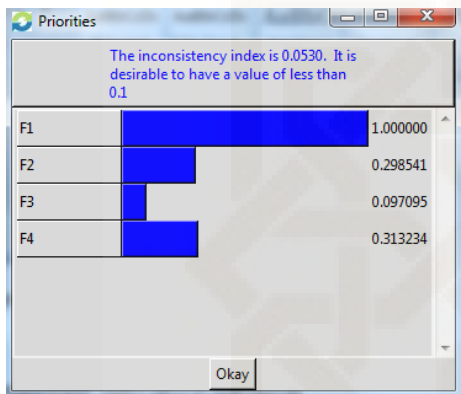 Priorities
The inconsistency index is 0.0530. It is
desirable to have a value of less than
0.1
F1 1.000000
F2 0.298541
F3 0.097095
F4 0.313234
Okay